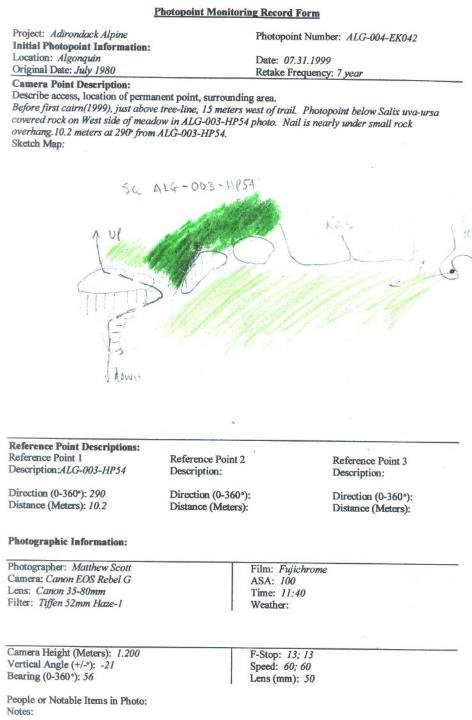 Photopoint Monitoring Record Form
Project: Adirondack Alpine
Photopoint Number: ALG-004-EK042
Initial Photopoint Information:
Location: Algonquin
Date: 07.31.1999
Original Date: July 1980
Retake Frequency: 7 year
Camera Point Description:
Describe access, location of permanent point, surrounding area.
Before first cairn(1999), just above tree-line, 15 meters west of trail. Photopoint below Salix uva-ursa
covered rock on West side of meadow in ALG-003-HP54 photo. Nail is nearly under small rock
overhang.10.2 meters at 290° from ALG-003-HP54.
Sketch Map:
ALG-003-HP54
UP
down
Reference Point Descriptions:
Reference Point 1
Description:ALG-003-HP54
Direction (0-360°): 290
Distance (Meters): 10.2
Reference Point 2
Description:
Direction (0-360°):
Distance (Meters):
Reference Point 3
Description:
Direction (0-360°):
Distance (Meters):
Photographic Information:
Photographer: Matthew Scott
Camera: Canon EOS Rebel G
Lens: Canon 35-80mm
Filter: Tiffen 52mm Haze-1
Film: Fujichrome
ASA: 100
Time: 11:40
Weather:
Camera Height (Meters): 1.200
Vertical Angle (+/-°): -21
Bearing (0-360°): 56
F-Stop: 13; 13
Speed: 60; 60
Lens (mm): 50
People or Notable Items in Photo:
Notes: